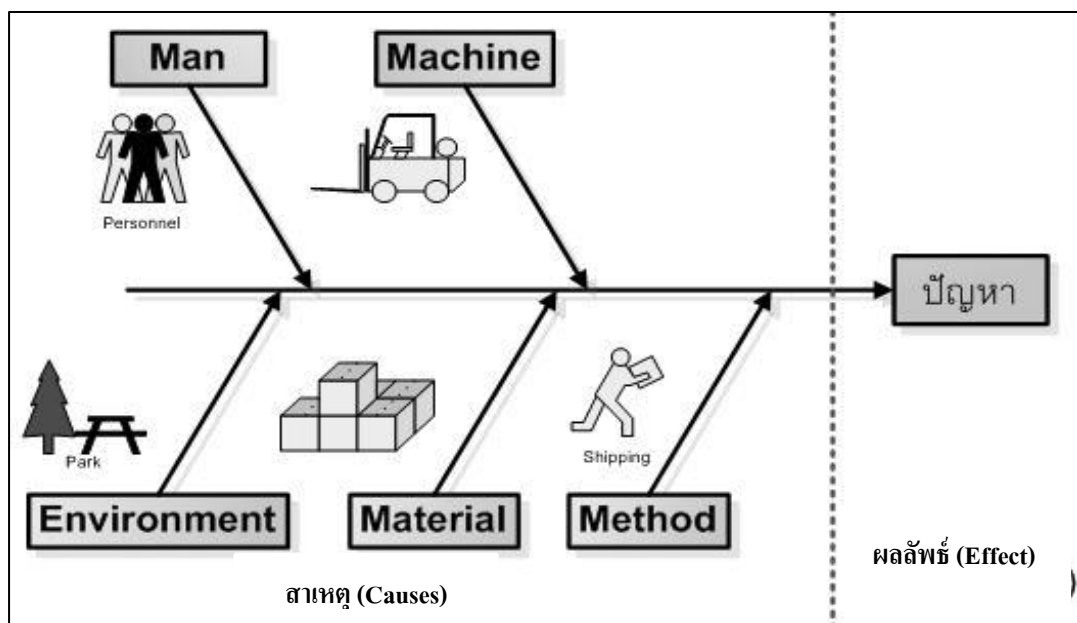 Man
Machine
Personnel
ปัญหา
Park
Shipping
Environment
Material
Method
ผลลัพธ์ (Effect)
สาเหตุ (Causes)
)